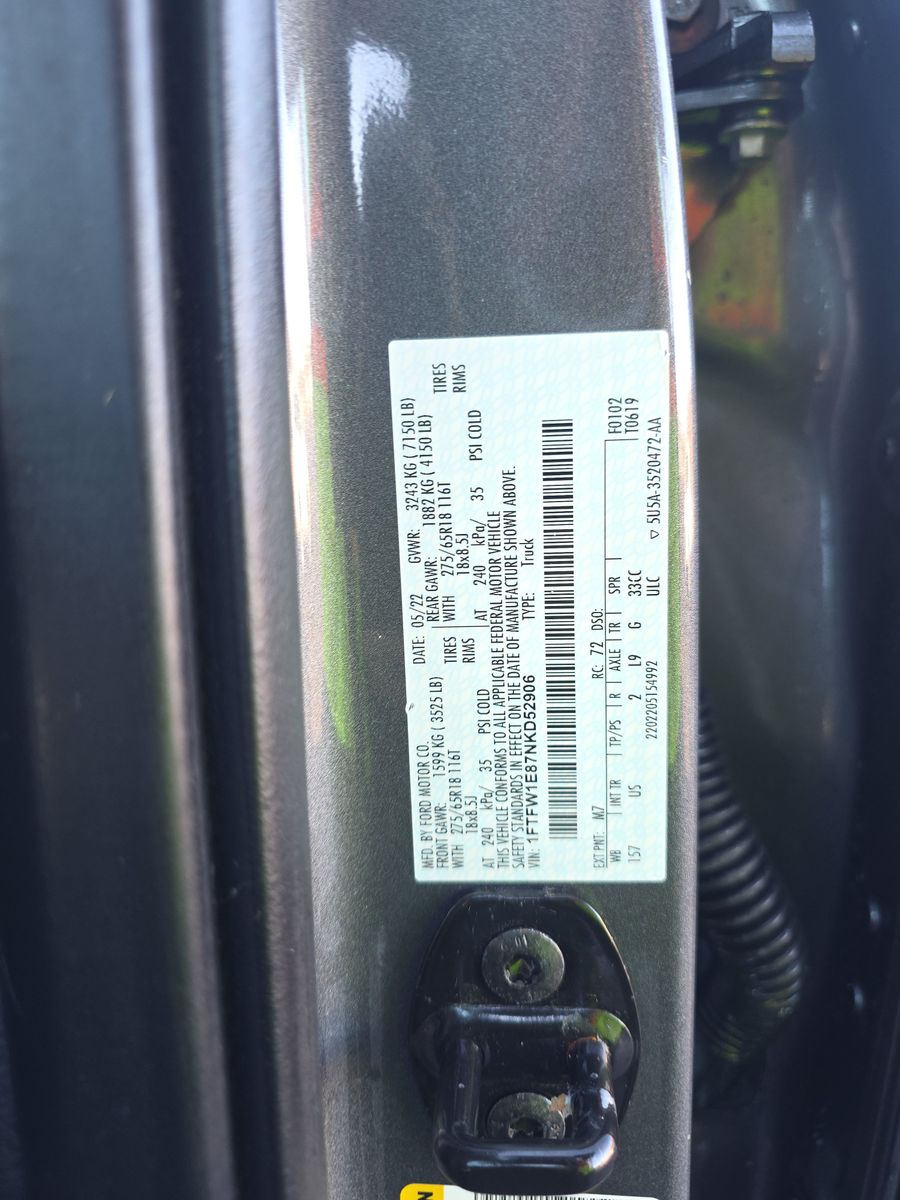 MFD. BY FORD MOTOR CO.
DATE: 05/22 GVWR: 3243 KG ( 7150 LB)
FRONT GAWR: 1599 KG ( 3525 LB) REAR GAWR: 1882 KG ( 4150 LB)
WITH 275/65R18 116T TIRES WITH 275/65R18 116T TIRES
18x8.5J RIMS 18x8.5J RIMS
AT 240 kPa/ 35 PSI COLD AT 240 kPa/ 35 PSI COLD
THIS VEHICLE CONFORMS TO ALL APPLICABLE FEDERAL MOTOR VEHICLE
SAFETY STANDARDS IN EFFECT ON THE DATE OF MANUFACTURE SHOWN ABOVE.
VIN: 1FTFW1E87NKD52906 TYPE: Truck
EXT PNT: M7 RC: 72 DSO: F0102
WB INT TR TP/PS R AXLE TR SPR T0619
157 US 2 L9 G 33CC
2202205154992 ULC ▽ 5U5A-3520472-AA